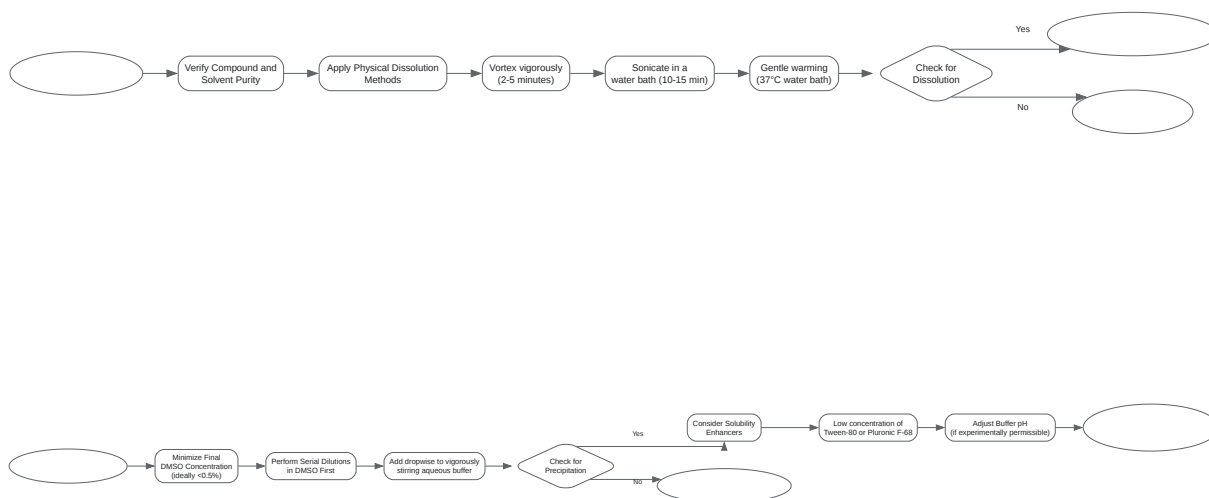 Yes
Verify Compound and
Solvent Purity
Apply Physical Dissolution
Methods
Vortex vigorously
(2-5 minutes)
Sonicate in a
water bath (10-15 min)
Gentle warming
(37°C water bath)
Check for
Dissolution
No
Consider Solubility
Enhancers
Low concentration of
Tween-80 or Pluronic F-68
Adjust Buffer pH
(if experimentally permissible)
Yes
Minimize Final
DMSO Concentration
(ideally <0.5%)
Perform Serial Dilutions
in DMSO First
Add dropwise to vigorously
stirring aqueous buffer
Check for
Precipitation
No